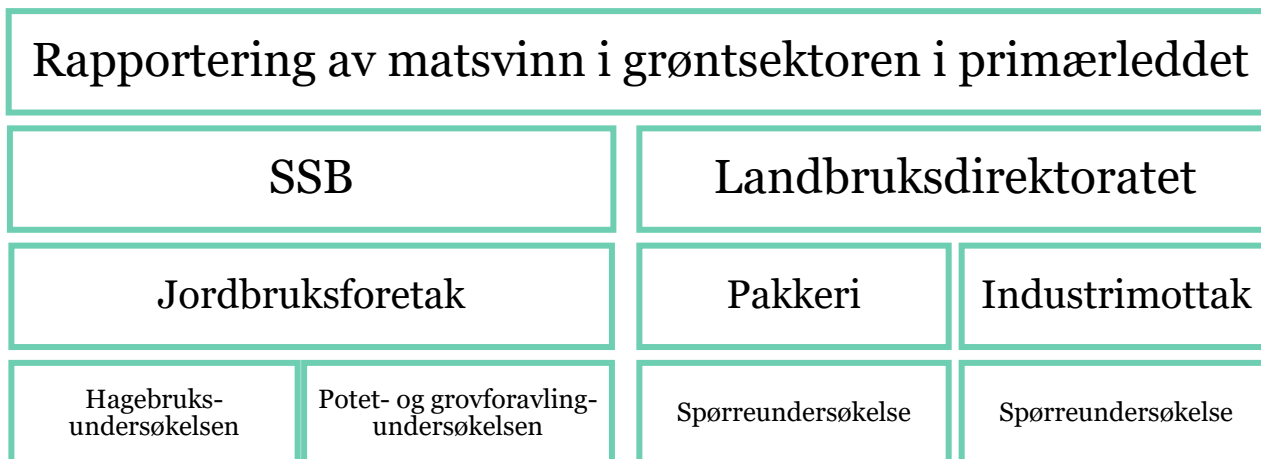 Rapportering av matsvinn i grøntsektoren i primærleddet
SSB
Landbruksdirektoratet
Jordbruksforetak
Pakkeri
Industrimottak
Hagebruks-
undersøkelsen
Potet- og grovforavling-
undersøkelsen
Spørreundersøkelse
Spørreundersøkelse